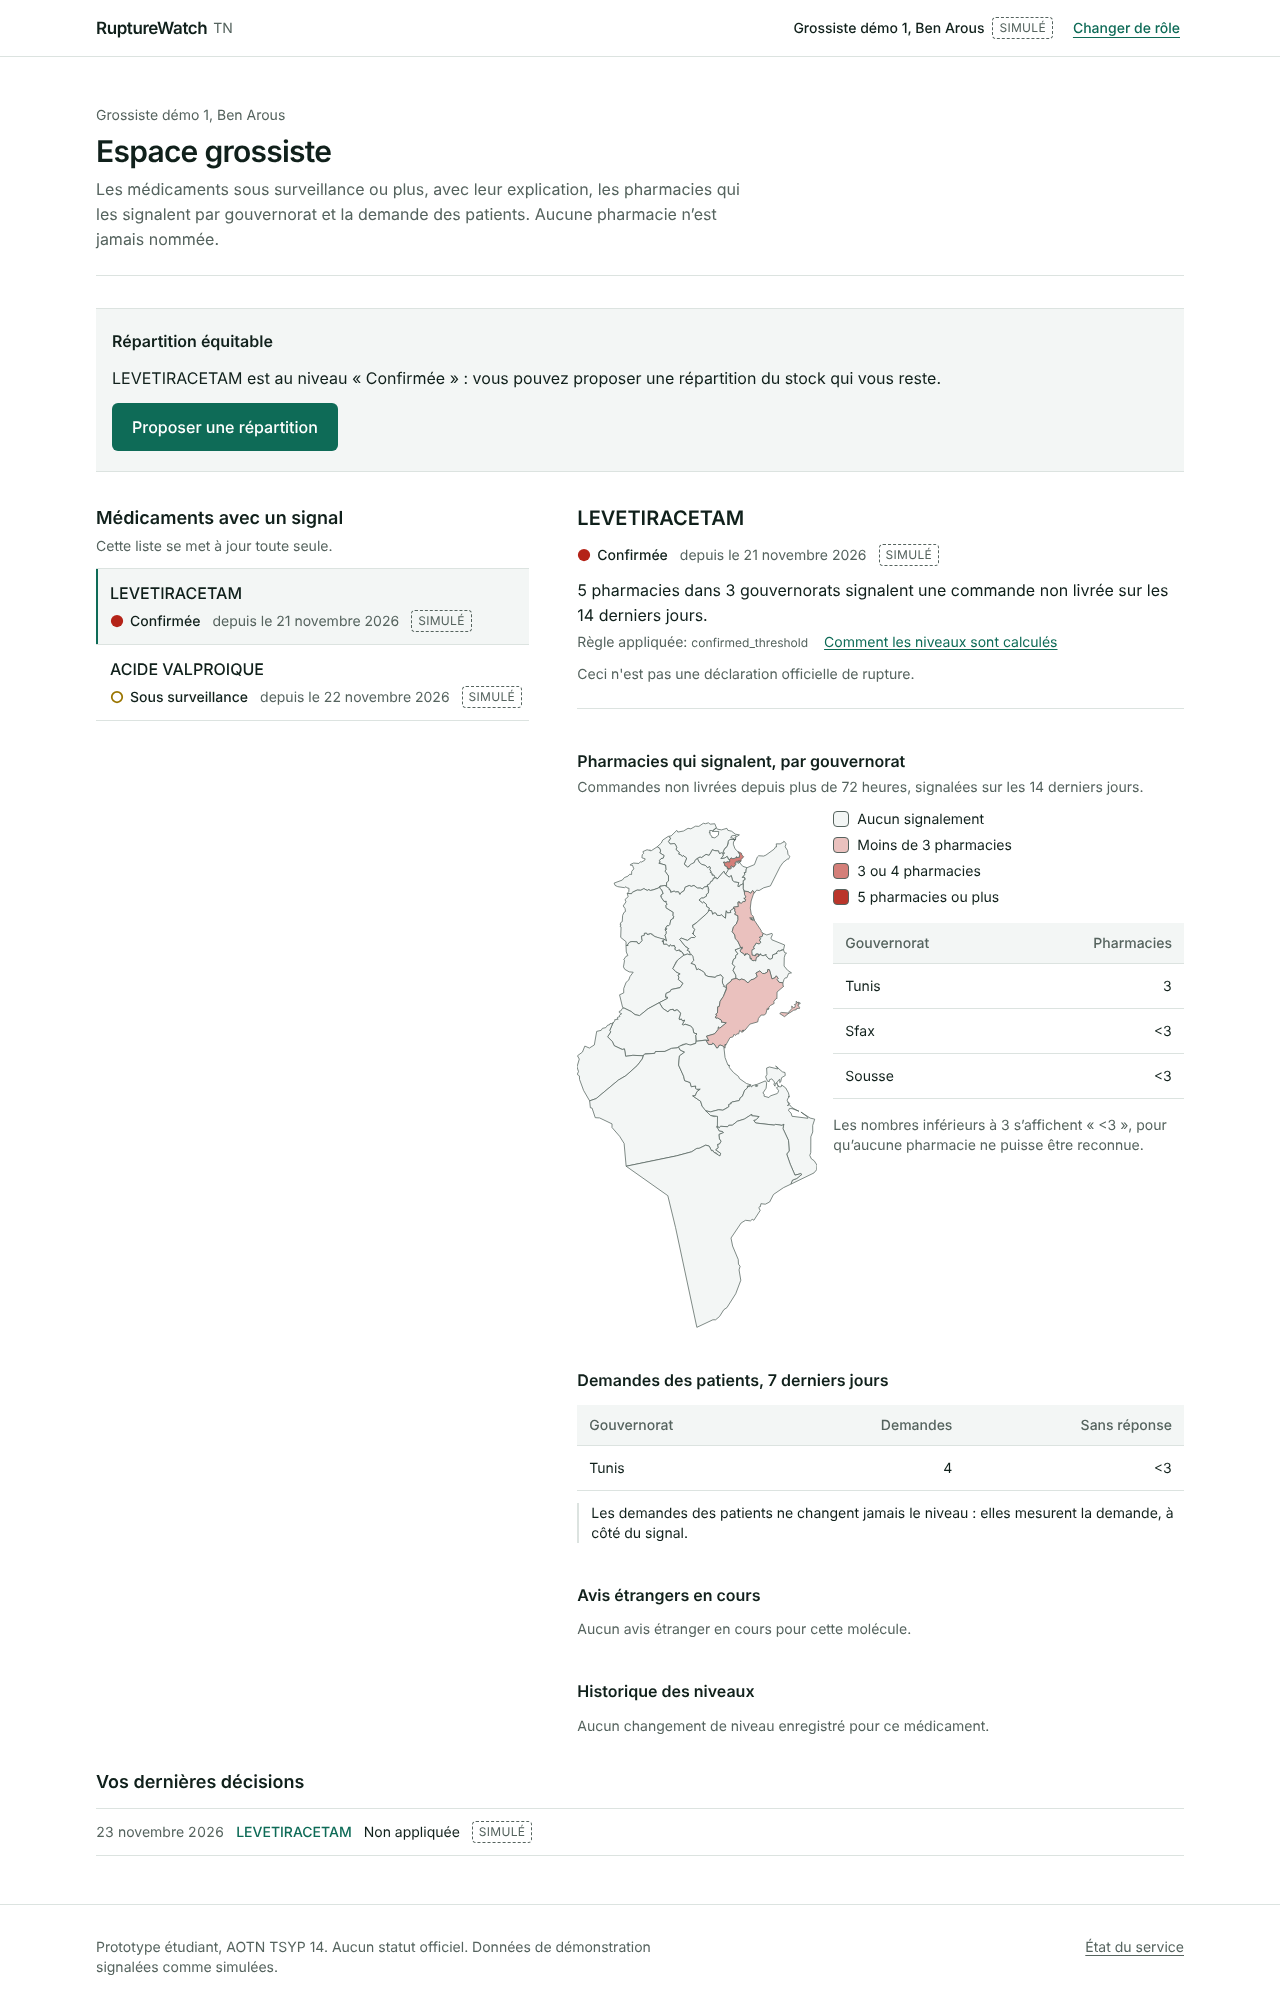 RuptureWatch TN
Grossiste démo 1, Ben Arous SIMULÉ Changer de rôle
Grossiste démo 1, Ben Arous
Espace grossiste
Les médicaments sous surveillance ou plus, avec leur explication, les pharmacies qui
les signalent par gouvernorat et la demande des patients. Aucune pharmacie n’est
jamais nommée.
Répartition équitable
LEVETIRACETAM est au niveau « Confirmée » : vous pouvez proposer une répartition du stock qui vous reste.
Proposer une répartition
Médicaments avec un signal
Cette liste se met à jour toute seule.
LEVETIRACETAM
Confirmée depuis le 21 novembre 2026 SIMULÉ
ACIDE VALPROIQUE
Sous surveillance depuis le 22 novembre 2026 SIMULÉ
LEVETIRACETAM
Confirmée depuis le 21 novembre 2026 SIMULÉ
5 pharmacies dans 3 gouvernorats signalent une commande non livrée sur les
14 derniers jours.
Règle appliquée: confirmed_threshold Comment les niveaux sont calculés
Ceci n'est pas une déclaration officielle de rupture.
Pharmacies qui signalent, par gouvernorat
Commandes non livrées depuis plus de 72 heures, signalées sur les 14 derniers jours.
Aucun signalement
Moins de 3 pharmacies
3 ou 4 pharmacies
5 pharmacies ou plus
Gouvernorat Pharmacies
Tunis 3
Sfax <3
Sousse <3
Les nombres inférieurs à 3 s’affichent « <3 », pour
qu’aucune pharmacie ne puisse être reconnue.
Demandes des patients, 7 derniers jours
Gouvernorat Demandes Sans réponse
Tunis 4 <3
Les demandes des patients ne changent jamais le niveau : elles mesurent la demande, à
côté du signal.
Avis étrangers en cours
Aucun avis étranger en cours pour cette molécule.
Historique des niveaux
Aucun changement de niveau enregistré pour ce médicament.
Vos dernières décisions
23 novembre 2026 LEVETIRACETAM Non appliquée SIMULÉ
Prototype étudiant, AOTN TSYP 14. Aucun statut officiel. Données de démonstration
signalées comme simulées.
État du service